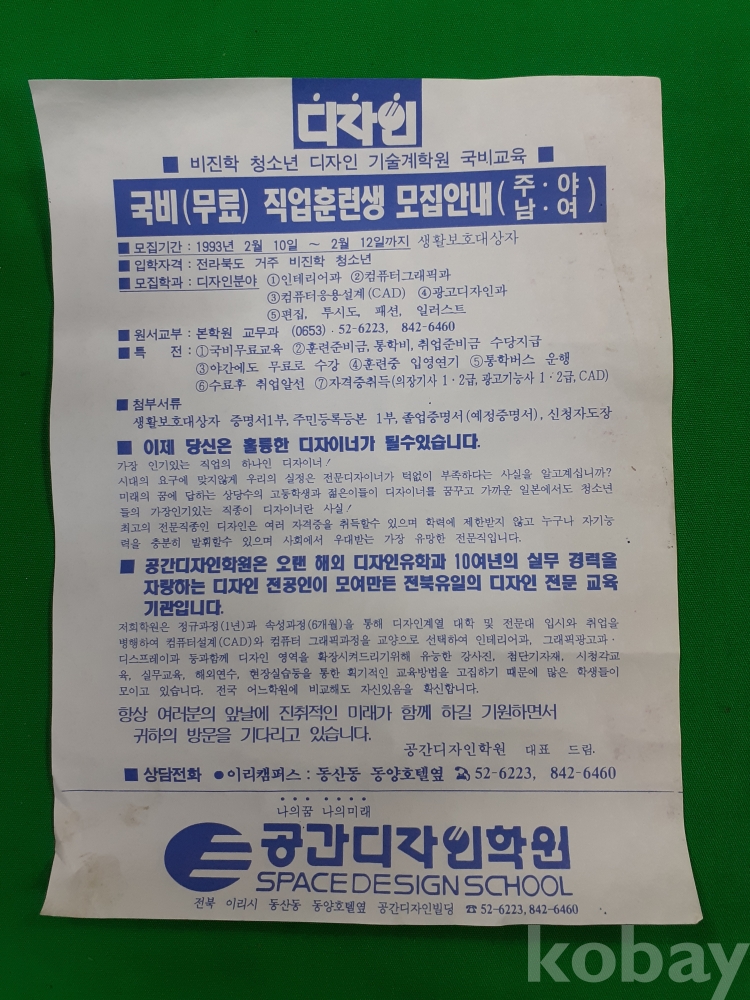 디자인
■ 비진학 청소년 디자인 기술계학원 국비교육 ■
국비(무료) 직업훈련생 모집안내(주·야 남·여)
■ 모집기간 : 1993년 2월 10일 ~ 2월 12일까지 생활보호대상자
■ 입학자격 : 전라북도 거주 비진학 청소년
■ 모집학과 : 디자인분야 ①인테리어과 ②컴퓨터그래픽과
③컴퓨터응용설계(CAD) ④광고디자인과
⑤편집, 투시도, 패션, 일러스트
■ 원서교부 : 본학원 교무과 (0653) · 52-6223, 842-6460
■ 특 전 : ①국비무료교육 ②훈련준비금, 통학비, 취업준비금 수당지급
③야간에도 무료로 수강 ④훈련중 입영연기 ⑤통학버스 운행
⑥수료후 취업알선 ⑦자격증취득(의장기사 1·2급, 광고기능사 1·2급, CAD)
■ 첨부서류
생활보호대상자 증명서1부, 주민등록등본 1부, 졸업증명서(예정증명서), 신청자도장
■ 이제 당신은 훌륭한 디자이너가 될수있습니다.
가장 인기있는 직업의 하나인 디자이너!
시대의 요구에 맞지않게 우리의 실정은 전문디자이너가 턱없이 부족하다는 사실을 알고계십니까?
미래의 꿈에 답하는 상당수의 고등학생과 젊은이들이 디자이너를 꿈꾸고 가까운 일본에서도 청소년
들의 가장인기있는 직종이 디자이너란 사실!
최고의 전문직종인 디자인은 여러 자격증을 취득할수 있으며 학력에 제한받지 않고 누구나 자기능
력을 충분히 발휘할수 있으며 사회에서 우대받는 가장 유망한 전문직입니다.
■ 공간디자인학원은 오랜 해외 디자인유학과 10여년의 실무 경력을
자랑하는 디자인 전공인이 모여만든 전북유일의 디자인 전문 교육
기관입니다.
저희학원은 정규과정(1년)과 속성과정(6개월)을 통해 디자인계열 대학 및 전문대 입시와 취업을
병행하여 컴퓨터설계(CAD)와 컴퓨터 그래픽과정을 교양으로 선택하여 인테리어과, 그래픽광고과·
디스프레이과 등과함께 디자인 영역을 확장시켜드리기위해 유능한 강사진, 첨단기자재, 시청각교
육, 실무교육, 해외연수, 현장실습등을 통한 획기적인 교육방법을 고집하기 때문에 많은 학생들이
모이고 있습니다. 전국 어느학원에 비교해도 자신있음을 확신합니다.
항상 여러분의 앞날에 진취적인 미래가 함께 하길 기원하면서
귀하의 방문을 기다리고 있습니다.
공간디자인학원 대표 드림.
■ 상담전화 ●이리캠퍼스 : 동산동 동양호텔옆 ☎ 52-6223, 842-6460
나의꿈 나의미래
공간디자인학원
SPACE DESIGN SCHOOL
전북 이리시 동산동 동양호텔옆 공간디자인빌딩 ☎ 52-6223, 842-6460
kobay